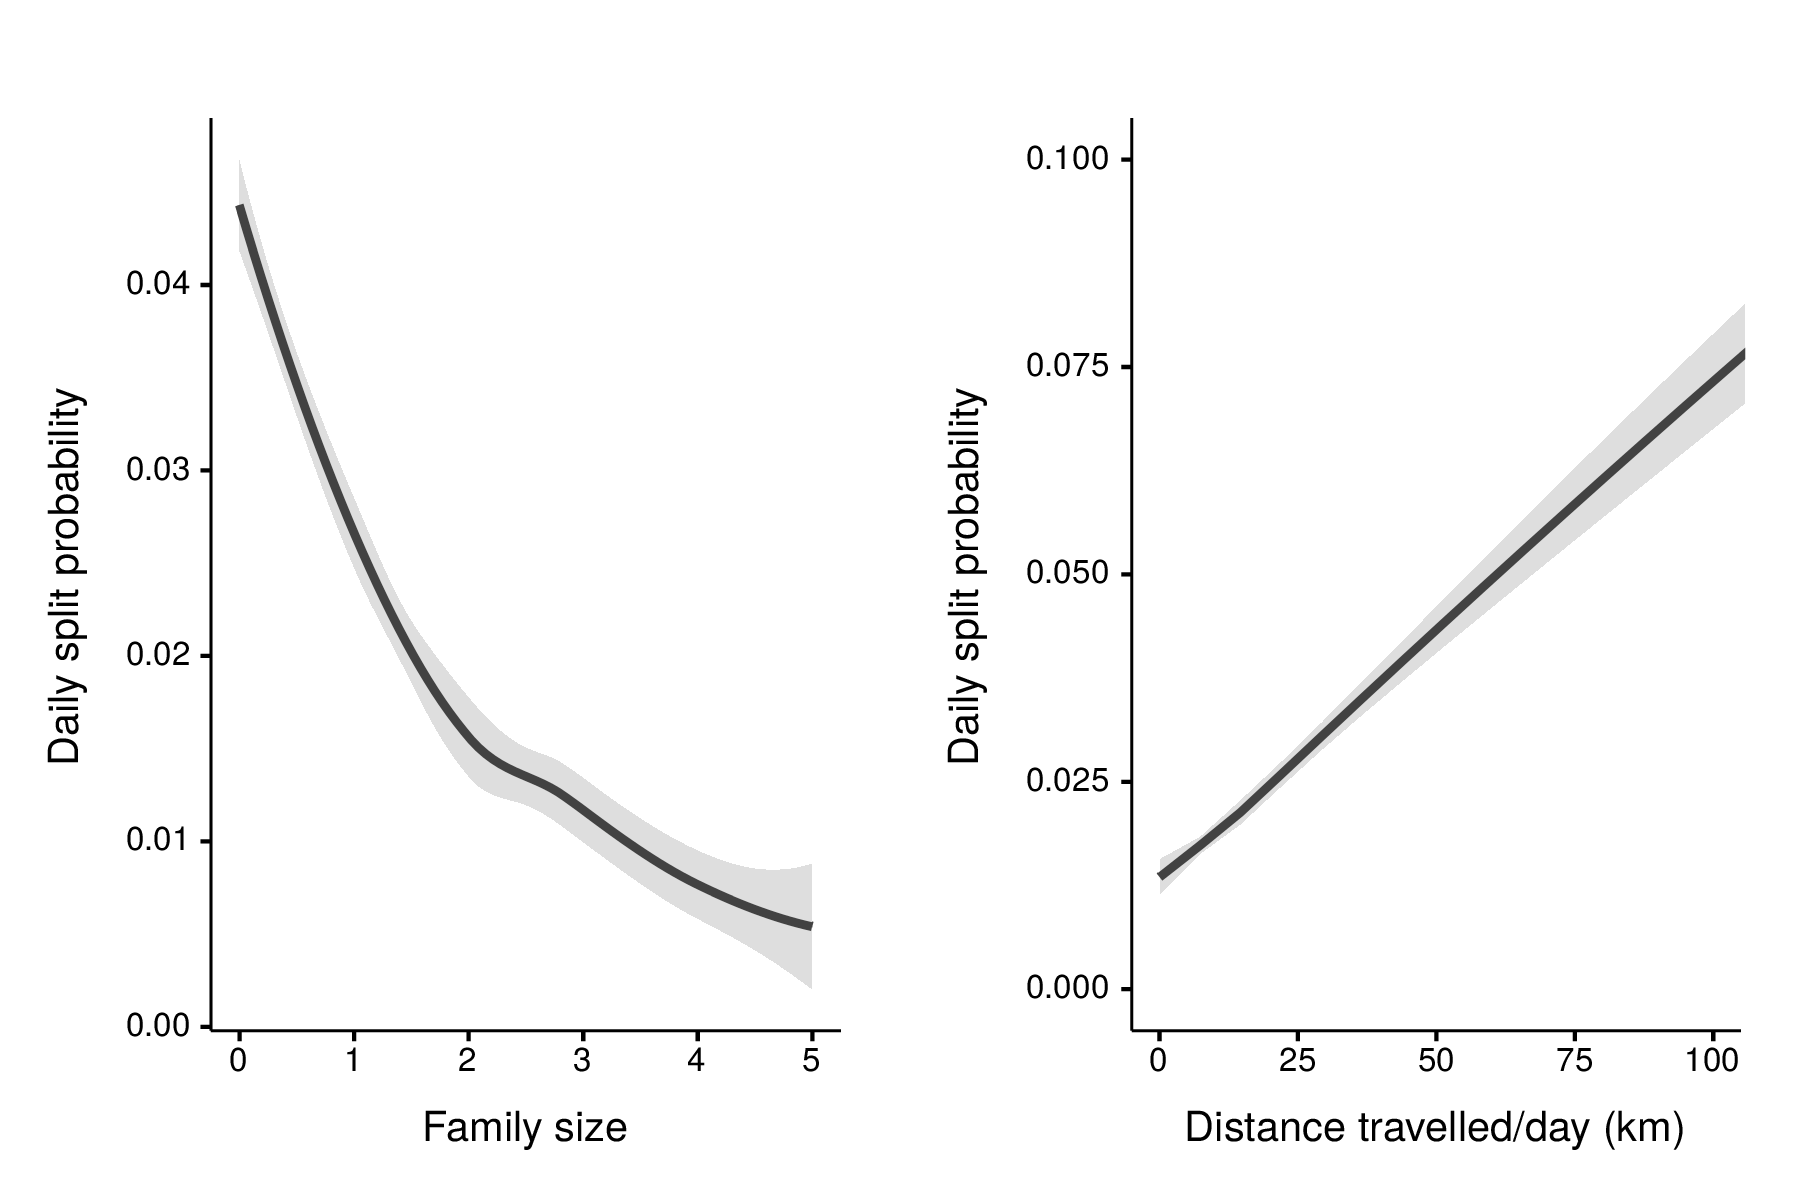 Daily split probability
0.04
0.03
0.02
0.01
0.00
0 1 2 3 4 5
Family size
Daily split probability
0.100
0.075
0.050
0.025
0.000
0 25 50 75 100
Distance travelled/day (km)